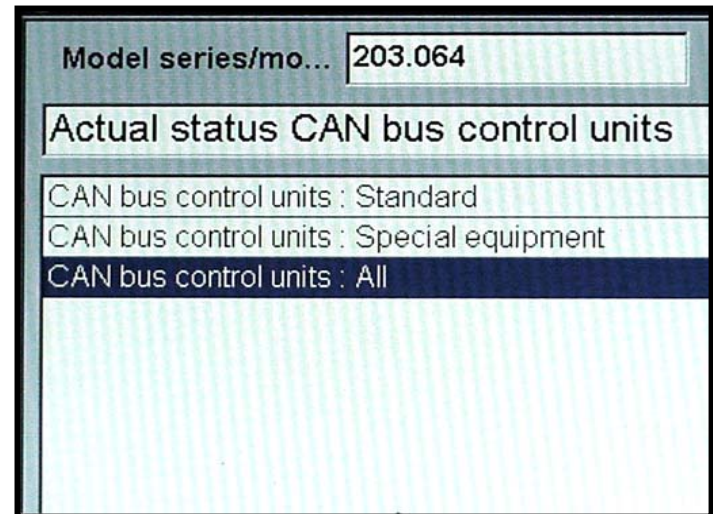 Model series/mo... 203.064
Actual status CAN bus control units
CAN bus control units : Standard
CAN bus control units : Special equipment
CAN bus control units : All